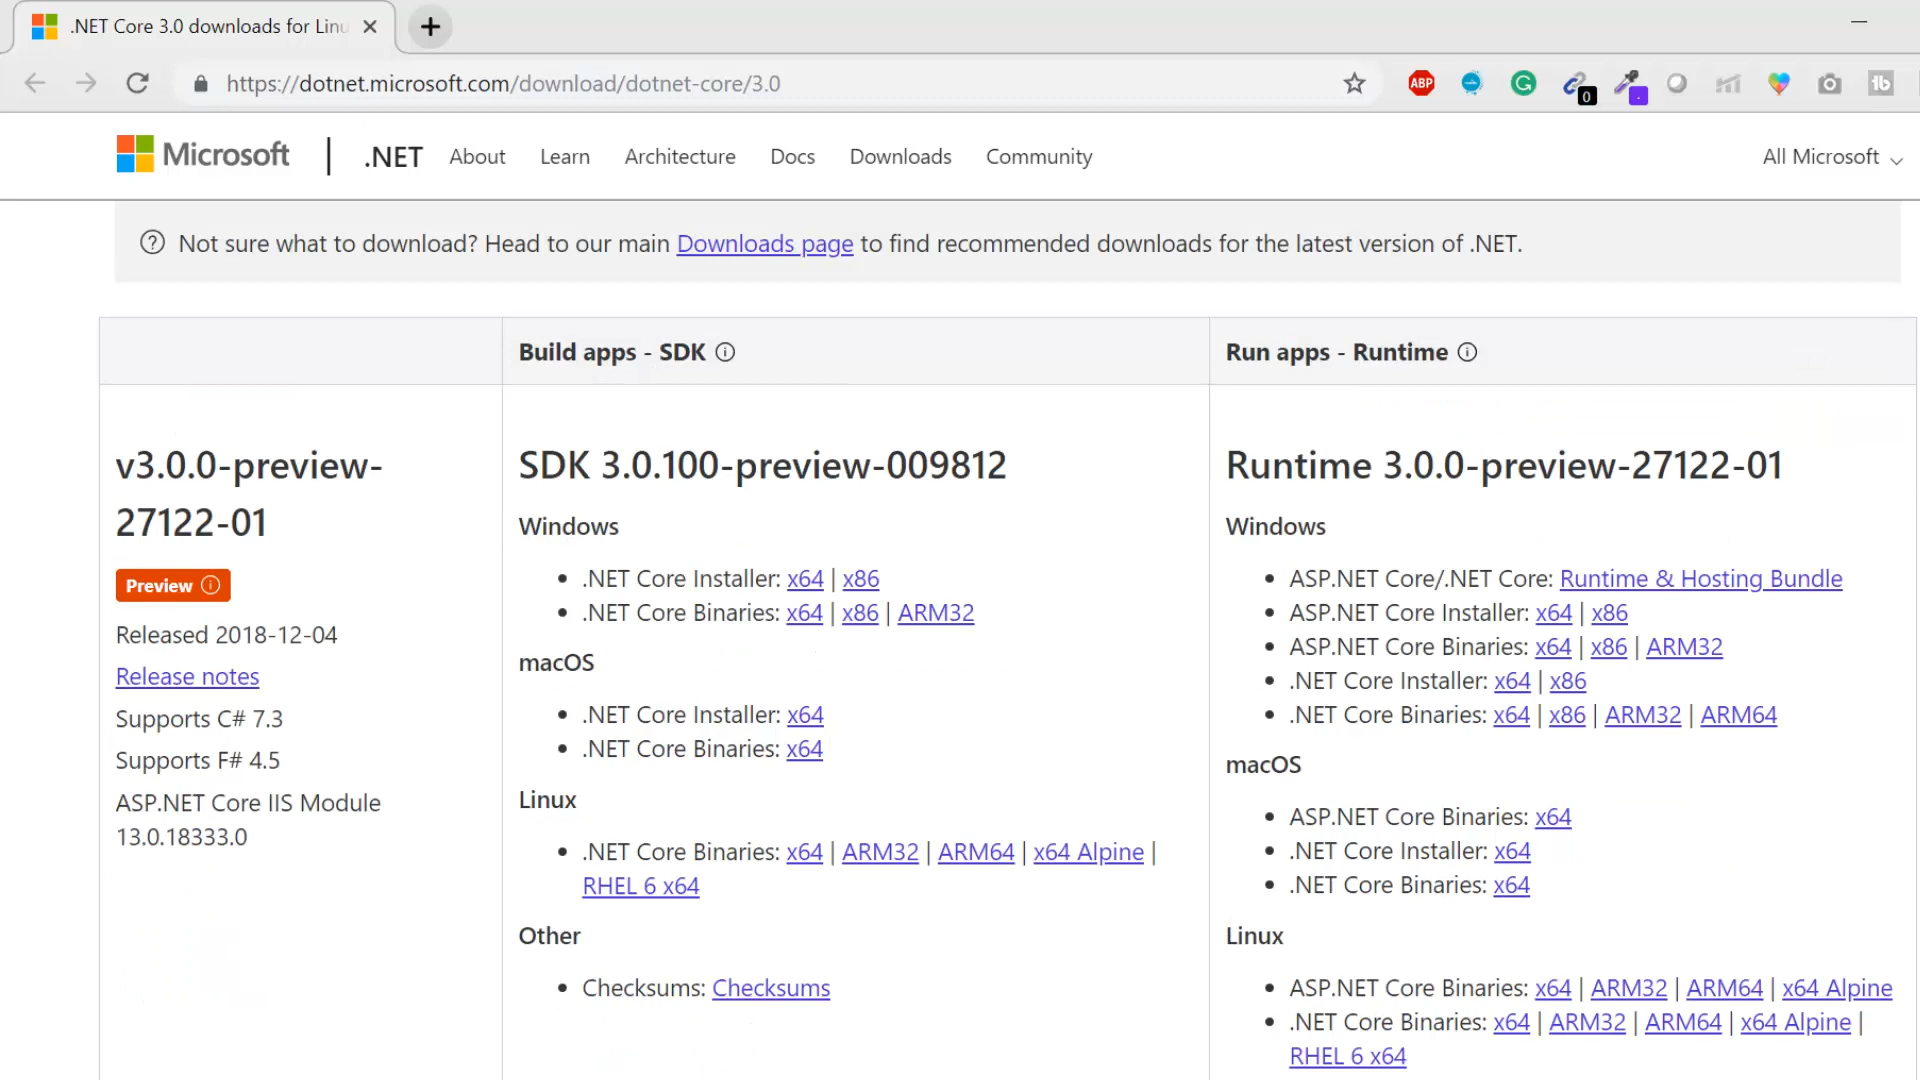 .NET Core 3.0 downloads for Linu
https://dotnet.microsoft.com/download/dotnet-core/3.0
ABP
0
Microsoft | .NET About Learn Architecture Docs Downloads Community All Microsoft
Not sure what to download? Head to our main Downloads page to find recommended downloads for the latest version of .NET.
Build apps - SDK
Run apps - Runtime
v3.0.0-preview-
27122-01
Preview
Released 2018-12-04
Release notes
Supports C# 7.3
Supports F# 4.5
ASP.NET Core IIS Module
13.0.18333.0
SDK 3.0.100-preview-009812
Windows
• .NET Core Installer: x64 | x86
• .NET Core Binaries: x64 | x86 | ARM32
macOS
• .NET Core Installer: x64
• .NET Core Binaries: x64
Linux
• .NET Core Binaries: x64 | ARM32 | ARM64 | x64 Alpine |
RHEL 6 x64
Other
• Checksums: Checksums
Runtime 3.0.0-preview-27122-01
Windows
• ASP.NET Core/.NET Core: Runtime & Hosting Bundle
• ASP.NET Core Installer: x64 | x86
• ASP.NET Core Binaries: x64 | x86 | ARM32
• .NET Core Installer: x64 | x86
• .NET Core Binaries: x64 | x86 | ARM32 | ARM64
macOS
• ASP.NET Core Binaries: x64
• .NET Core Installer: x64
• .NET Core Binaries: x64
Linux
• ASP.NET Core Binaries: x64 | ARM32 | ARM64 | x64 Alpine
• .NET Core Binaries: x64 | ARM32 | ARM64 | x64 Alpine |
RHEL 6 x64